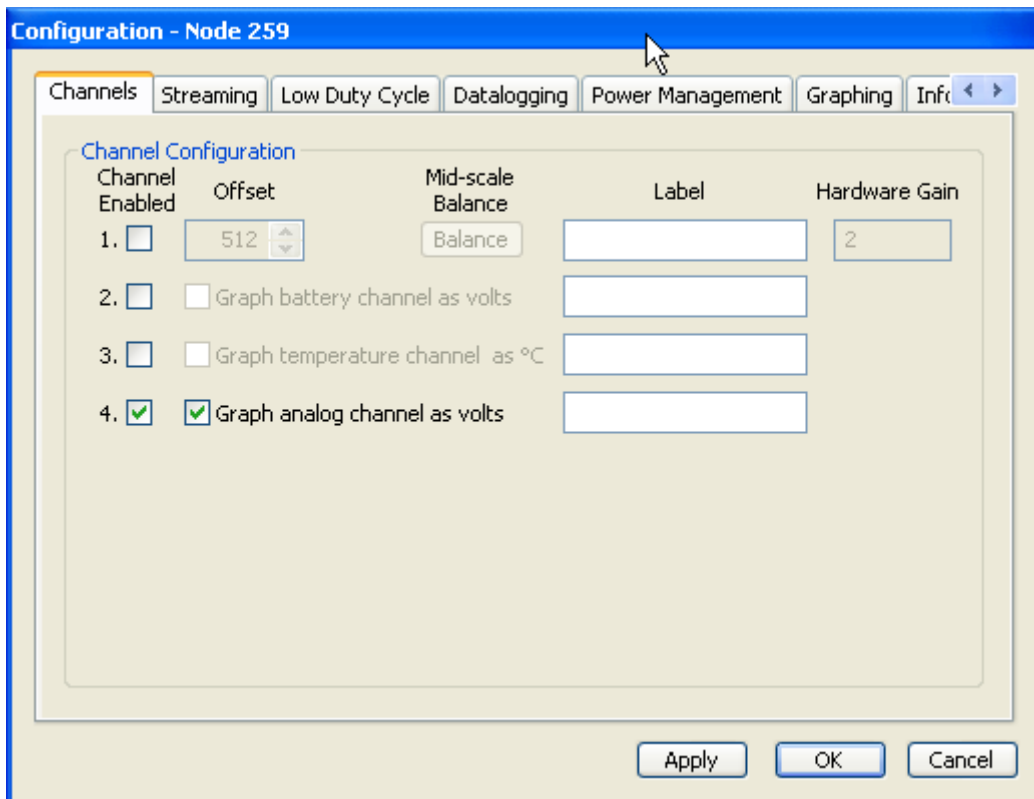 Configuration - Node 259
Channels Streaming Low Duty Cycle Datalogging Power Management Graphing
Channel Configuration
Channel Enabled Offset Mid-scale Balance Label Hardware Gain
1. 512 Balance 2
2. Graph battery channel as volts
3. Graph temperature channel as °C
4. Graph analog channel as volts
Apply OK Cancel